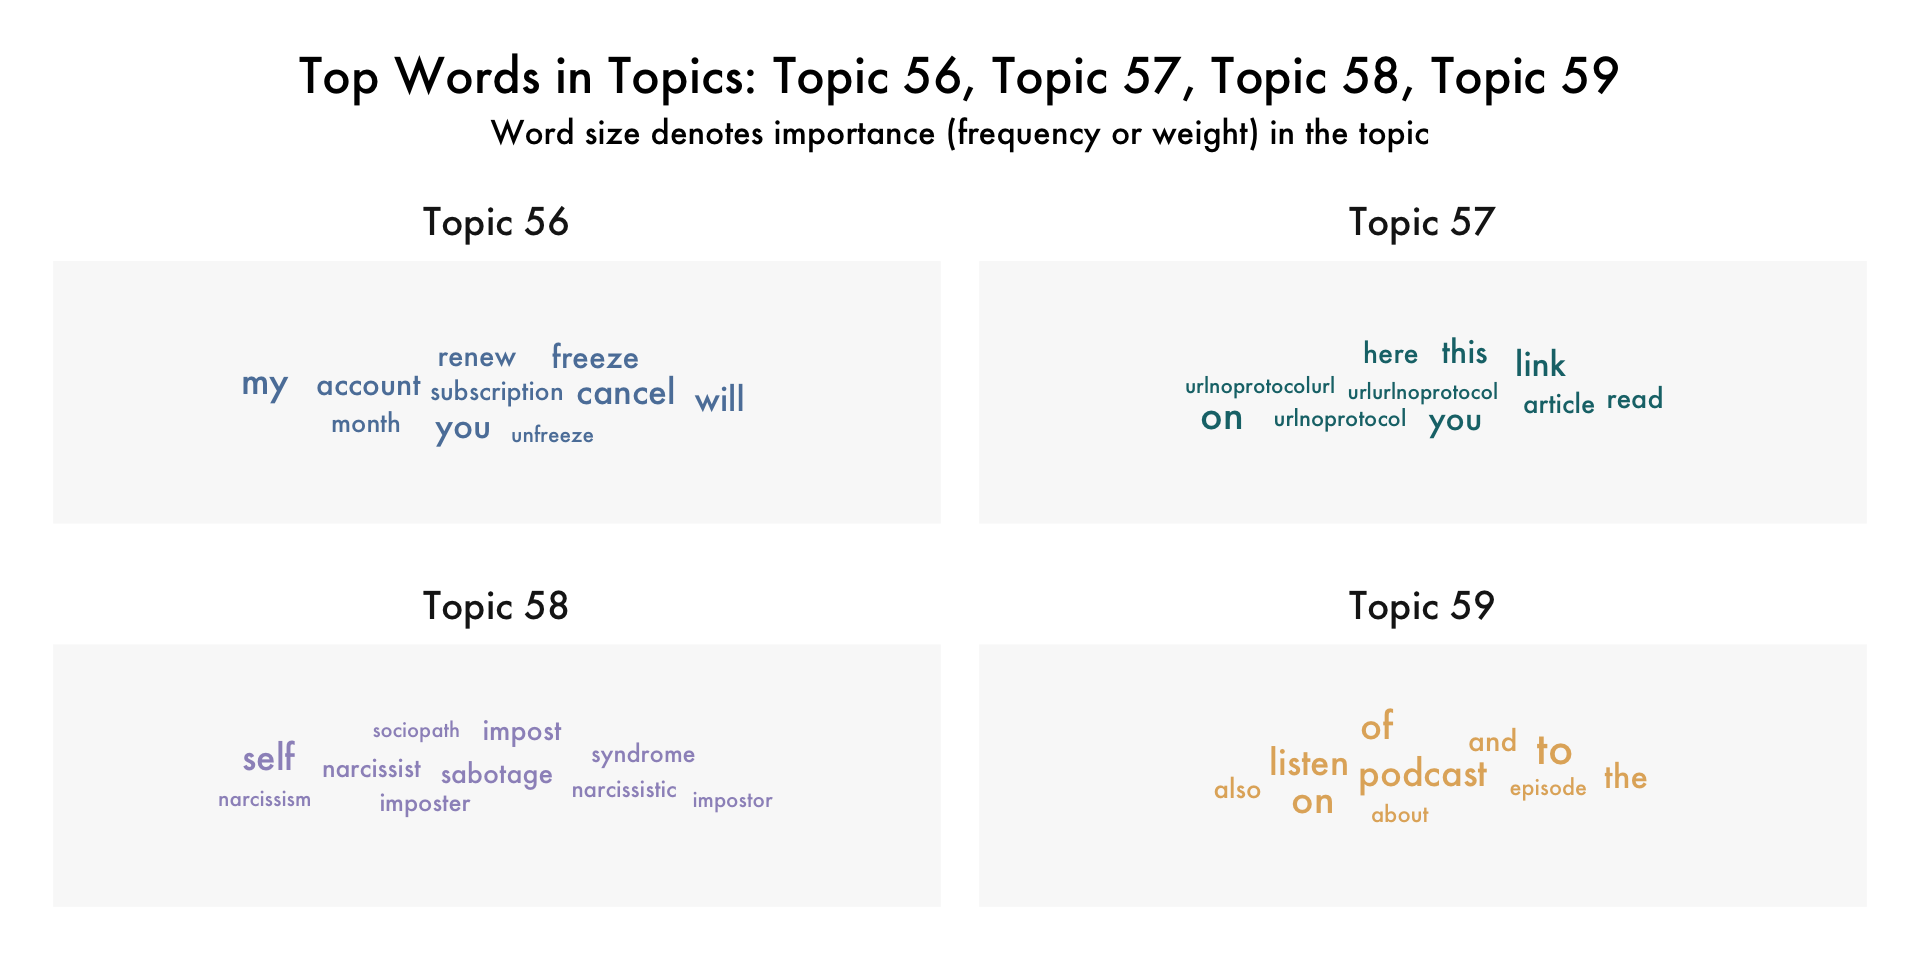 Top Words in Topics: Topic 56, Topic 57, Topic 58, Topic 59
Word size denotes importance (frequency or weight) in the topic
Topic 56
renew freeze
my account subscription cancel will
month you unfreeze
Topic 57
here this link
urlnoprotocolurl urlurlnoprotocol article read
on urlnoprotocol you
Topic 58
sociopath impost
self narcissist sabotage syndrome
narcissism imposter narcissistic impostor
Topic 59
of and to
listen podcast episode the
also on about